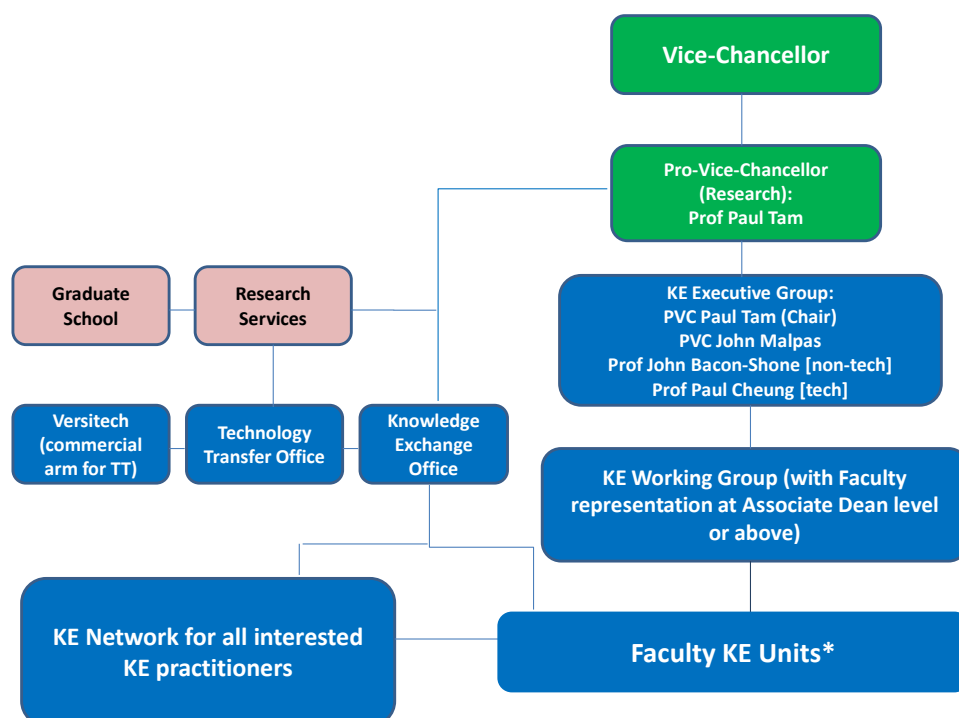 Vice-Chancellor
Pro-Vice-Chancellor
(Research):
Prof Paul Tam
Graduate
School
Research
Services
KE Executive Group:
PVC Paul Tam (Chair)
PVC John Malpas
Prof John Bacon-Shone [non-tech]
Prof Paul Cheung [tech]
Versitech
(commercial
arm for TT)
Technology
Transfer Office
Knowledge
Exchange
Office
KE Working Group (with Faculty
representation at Associate Dean level
or above)
KE Network for all interested
KE practitioners
Faculty KE Units*